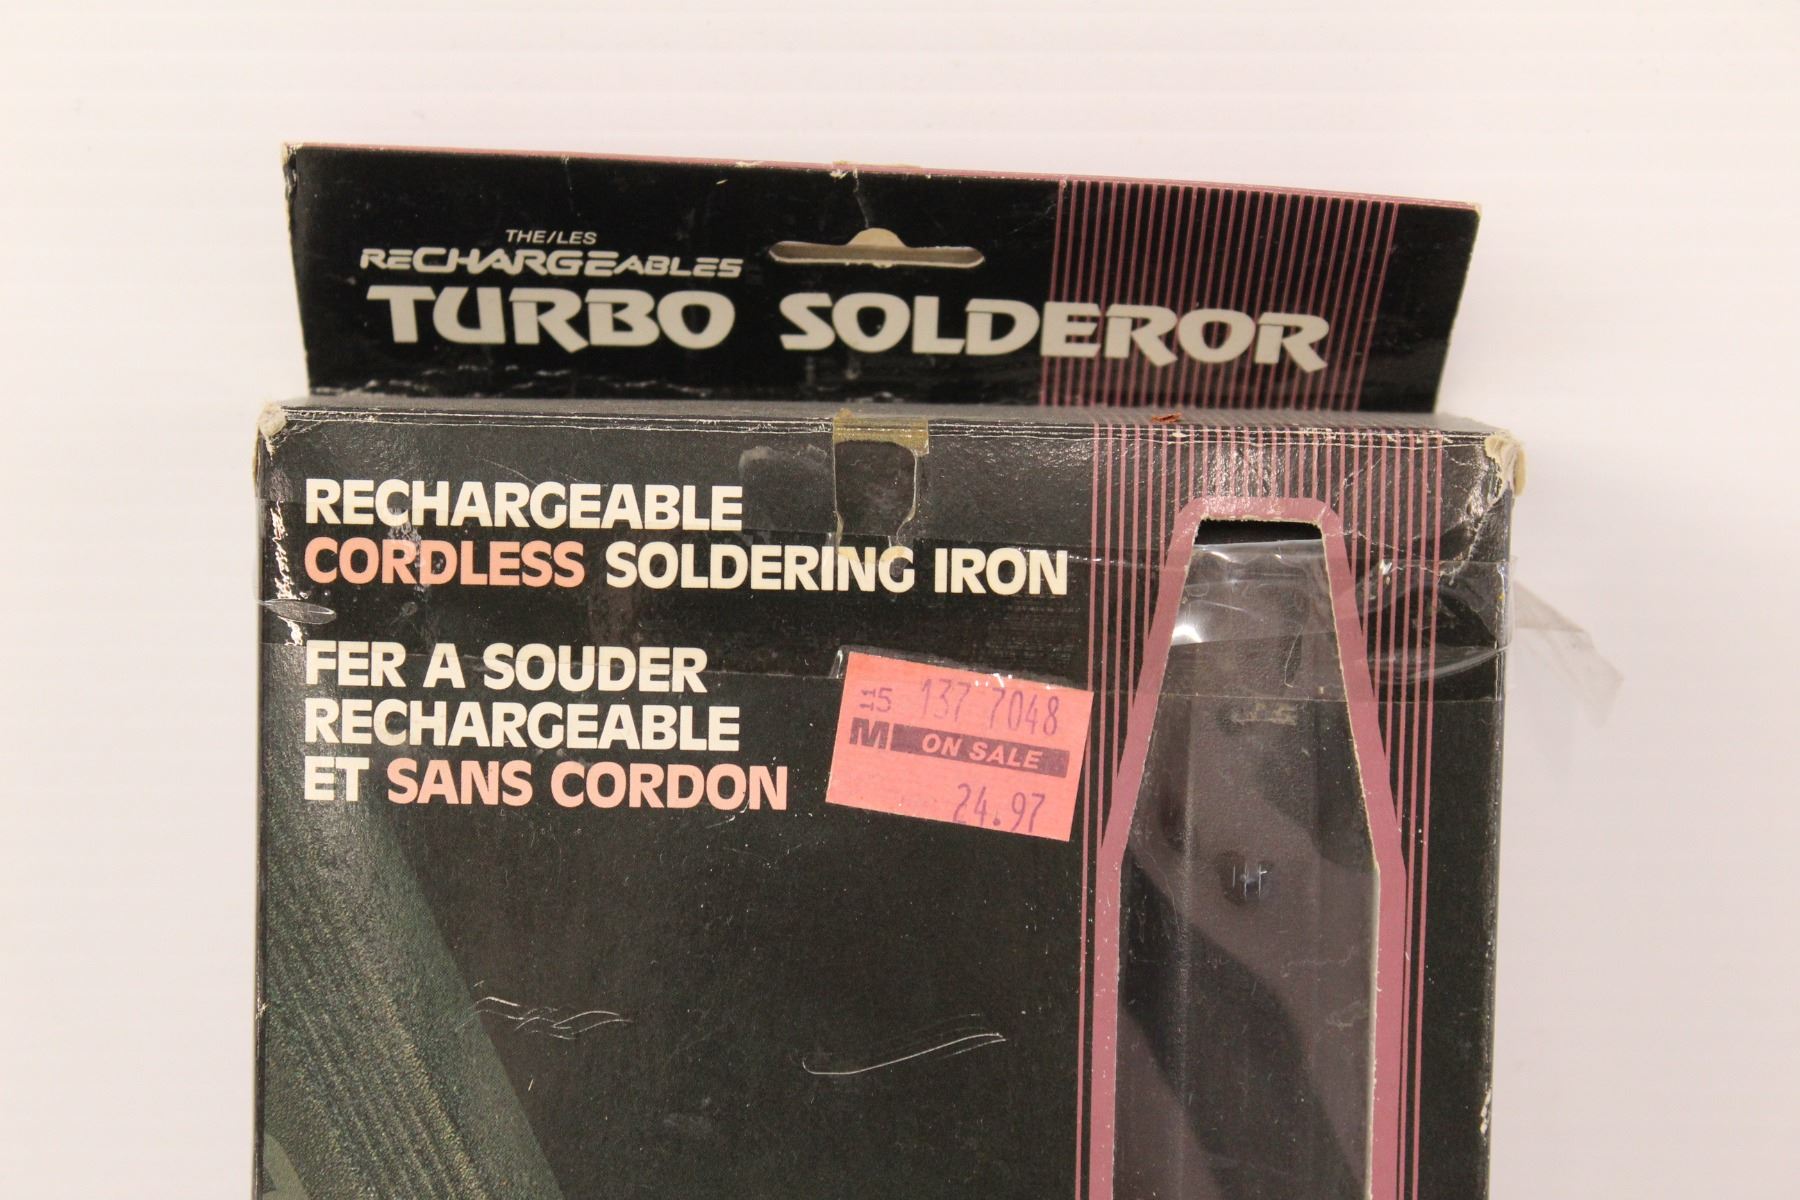 THE/LES
RECHARGEABLES
TURBO SOLDEROR
RECHARGEABLE
CORDLESS SOLDERING IRON
FER A SOUDER
RECHARGEABLE
ET SANS CORDON
115 137 7048
M ON SALE
24.97